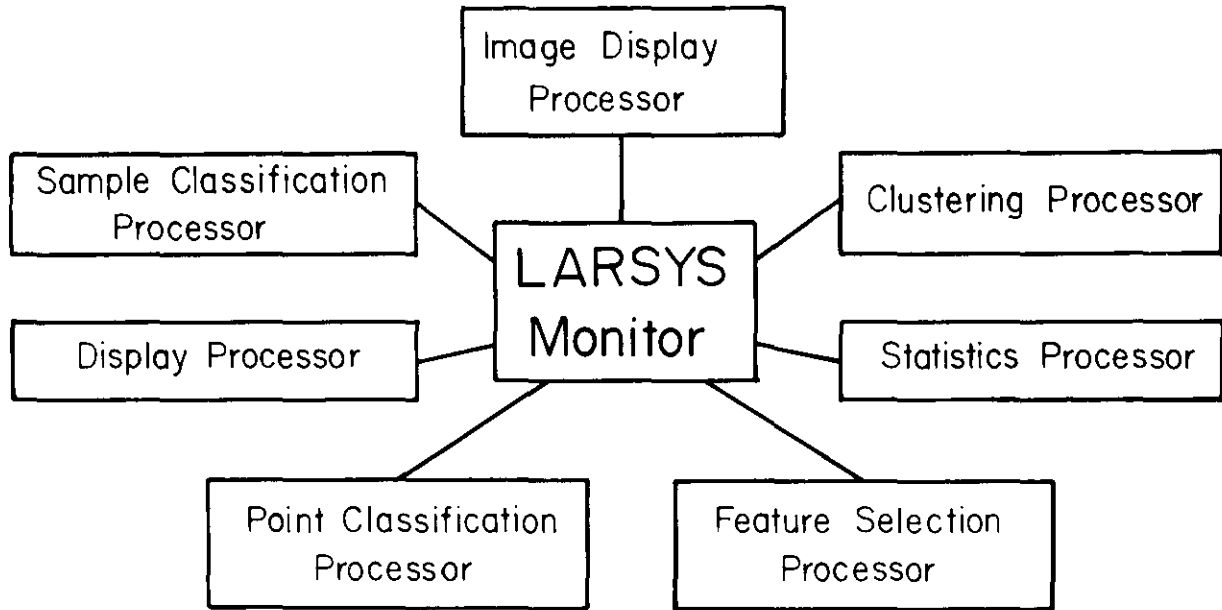 Image Display
Processor
Sample Classification
Processor
Clustering Processor
LARSYS
Monitor
Display Processor
Statistics Processor
Point Classification
Processor
Feature Selection
Processor